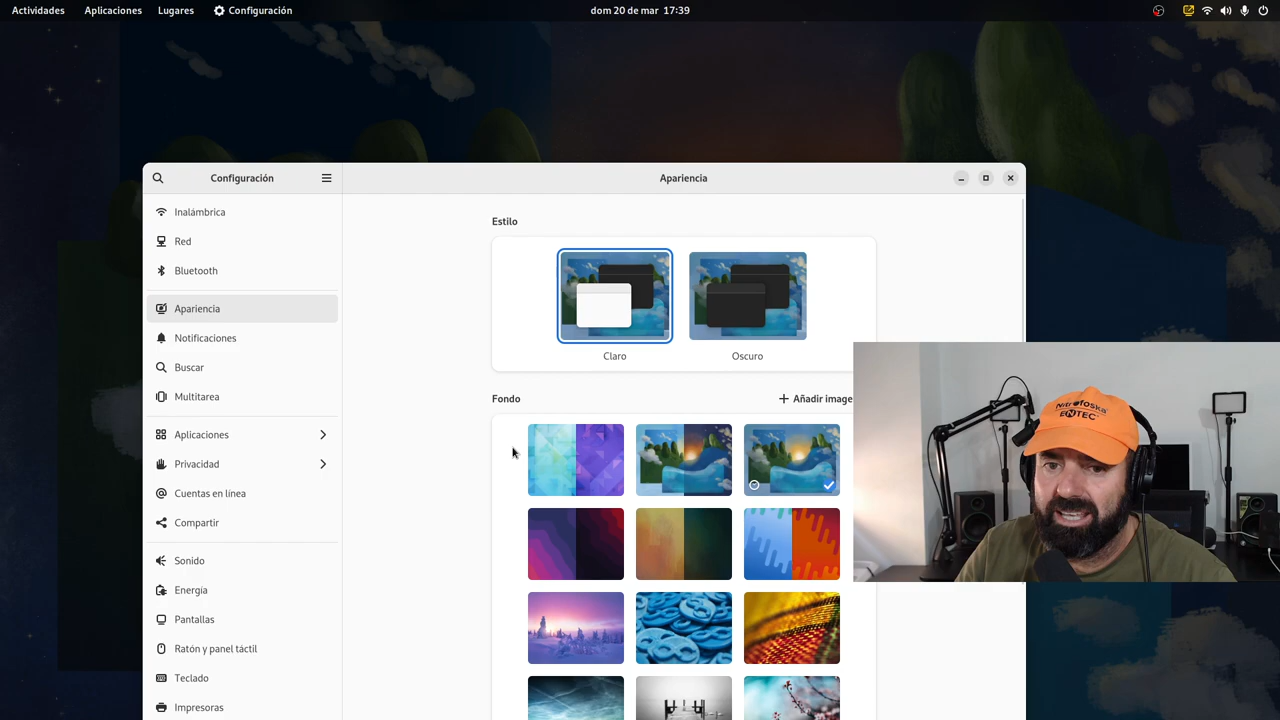 Actividades Aplicaciones Lugares Configuración dom 20 de mar 17:39
Configuración Apariencia
Inalámbrica
Red
Bluetooth
Apariencia
Notificaciones
Buscar
Multitarea
Aplicaciones
Privacidad
Cuentas en línea
Compartir
Sonido
Energía
Pantallas
Ratón y panel táctil
Teclado
Impresoras
Estilo
Claro Oscuro
Fondo Añadir image
Nitrofoska
ENTEC